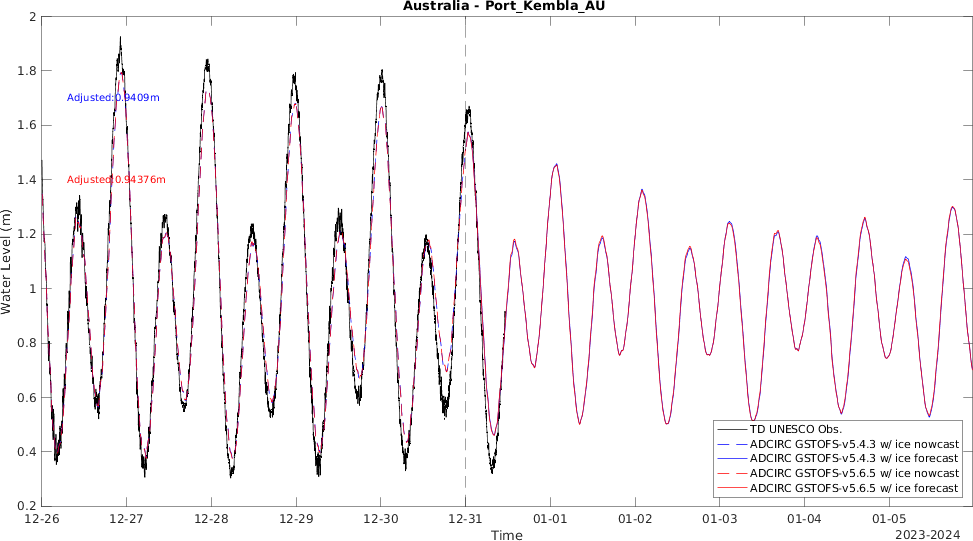 Australia - Port_Kembla_AU
2
1.8
1.6
1.4
1.2
1
0.8
0.6
0.4
0.2
Water Level (m)
Adjusted:0.9409m
Adjusted:0.94376m
TD UNESCO Obs.
ADCIRC GSTOFS-v5.4.3 w/ ice nowcast
ADCIRC GSTOFS-v5.4.3 w/ ice forecast
ADCIRC GSTOFS-v5.6.5 w/ ice nowcast
ADCIRC GSTOFS-v5.6.5 w/ ice forecast
12-26 12-27 12-28 12-29 12-30 12-31 01-01 01-02 01-03 01-04 01-05
Time
2023-2024